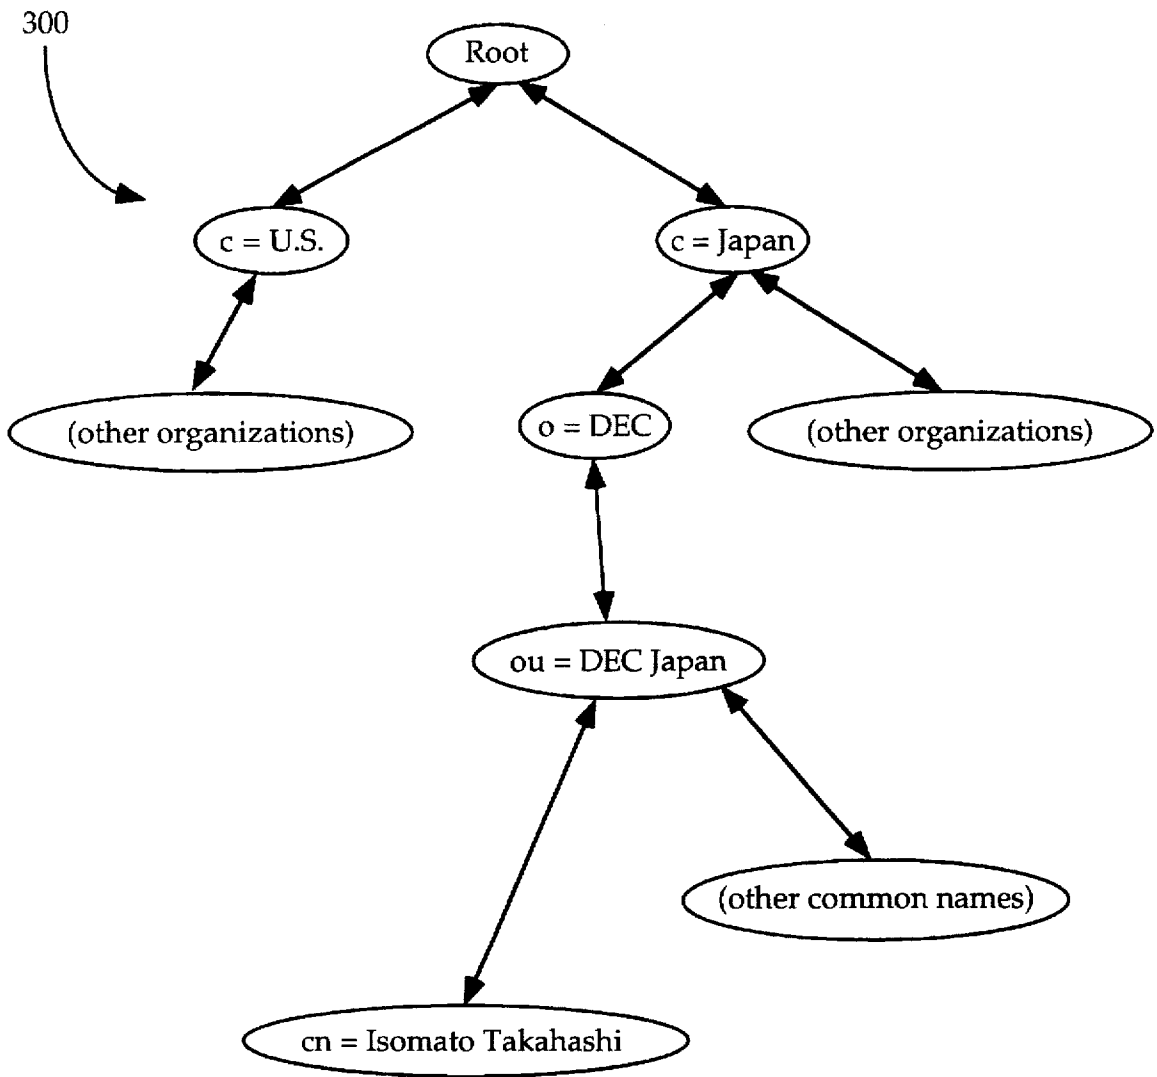 300
Root
c = U.S.
c = Japan
(other organizations)
o = DEC
(other organizations)
ou = DEC Japan
(other common names)
cn = Isomato Takahashi